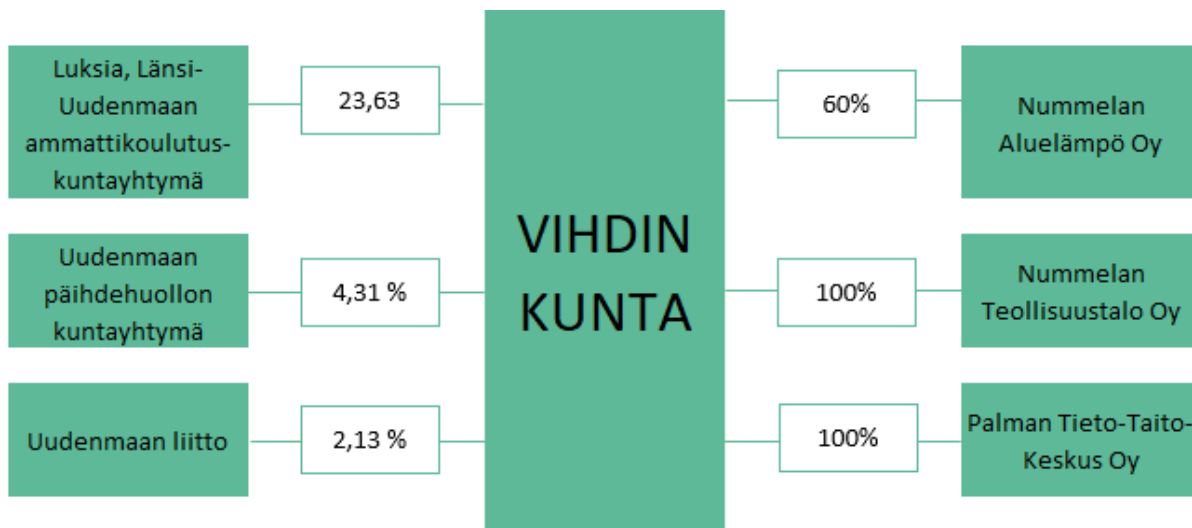 Luksia, Länsi-
Uudenmaan
ammattikoulutus-
kuntayhtymä
23,63
Uudenmaan
päihdehuollon
kuntayhtymä
4,31 %
Uudenmaan liitto
2,13 %
VIHDIN
KUNTA
60%
Nummelan
Aluelämpö Oy
100%
Nummelan
Teollisuustalo Oy
100%
Palman Tieto-Taito-
Keskus Oy